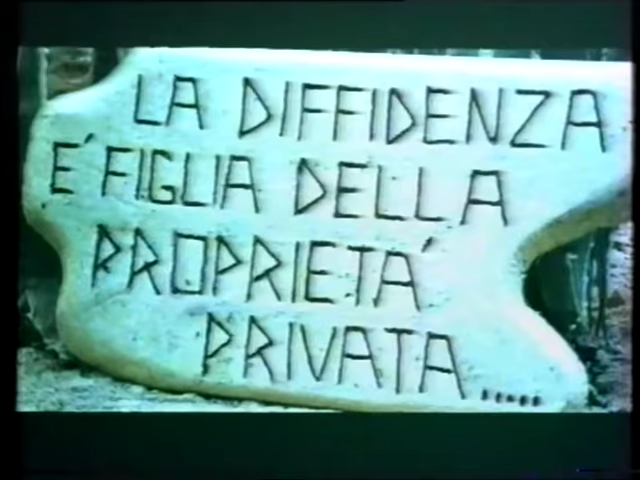 LA DIFFIDENZA
E' FIGLIA DELLA
PROPRIETA'
PRIVATA.....